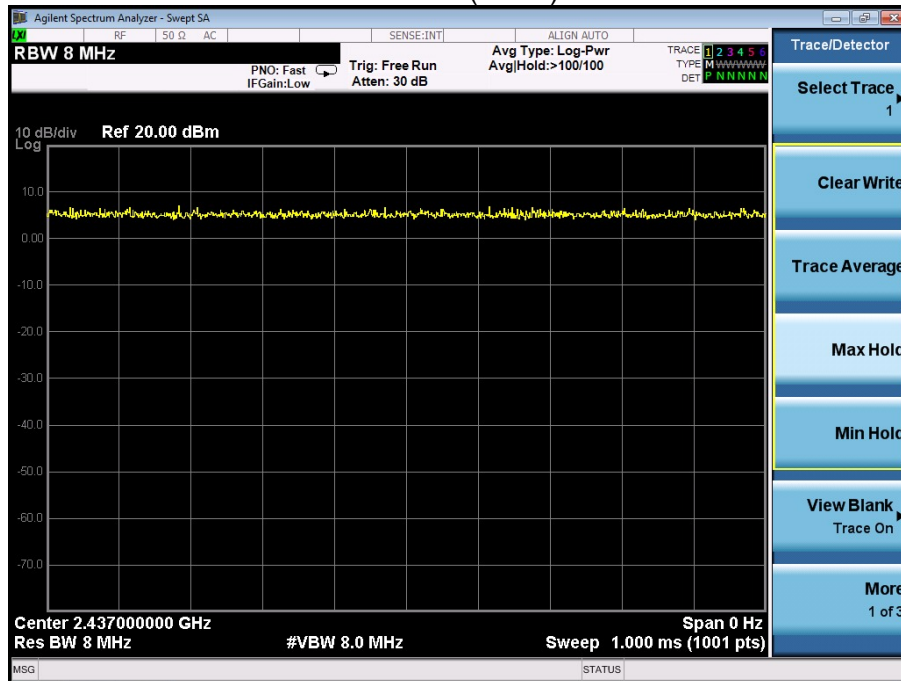 Agilent Spectrum Analyzer - Swept SA
LXI RF 50 Ω AC SENSE:INT ALIGN AUTO
RBW 8 MHz
PNO: Fast
IFGain:Low
Trig: Free Run
Atten: 30 dB
Avg Type: Log-Pwr
Avg|Hold:>100/100
TRACE 1 2 3 4 5 6
TYPE M WWWWW
DET P N N N N N
10 dB/div Ref 20.00 dBm
Log
10.0
0.00
-10.0
-20.0
-30.0
-40.0
-50.0
-60.0
-70.0
Center 2.437000000 GHz Span 0 Hz
Res BW 8 MHz #VBW 8.0 MHz Sweep 1.000 ms (1001 pts)
MSG STATUS
Trace/Detector
Select Trace
1
Clear Write
Trace Average
Max Hold
Min Hold
View Blank
Trace On
More
1 of 3